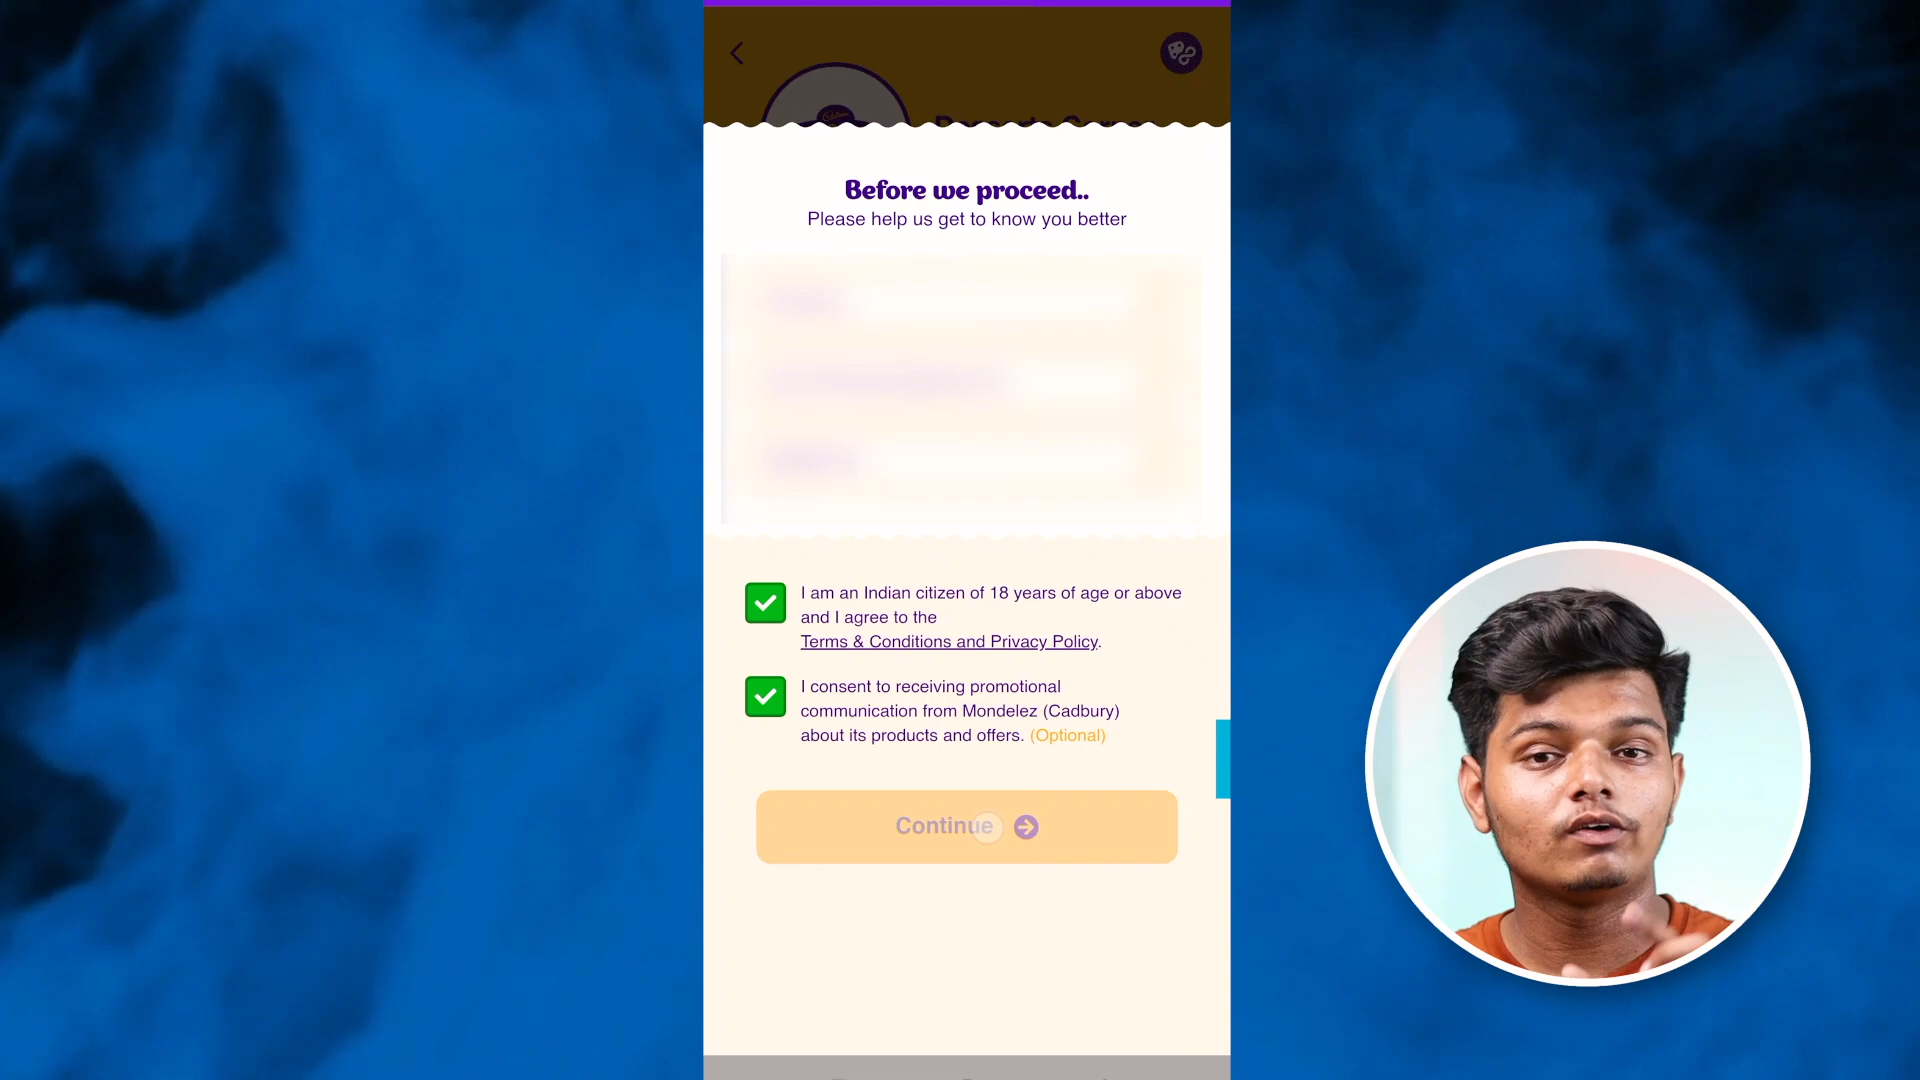 Before we proceed..
Please help us get to know you better
I am an Indian citizen of 18 years of age or above
and I agree to the
Terms & Conditions and Privacy Policy.
I consent to receiving promotional
communication from Mondelez (Cadbury)
about its products and offers. (Optional)
Continue